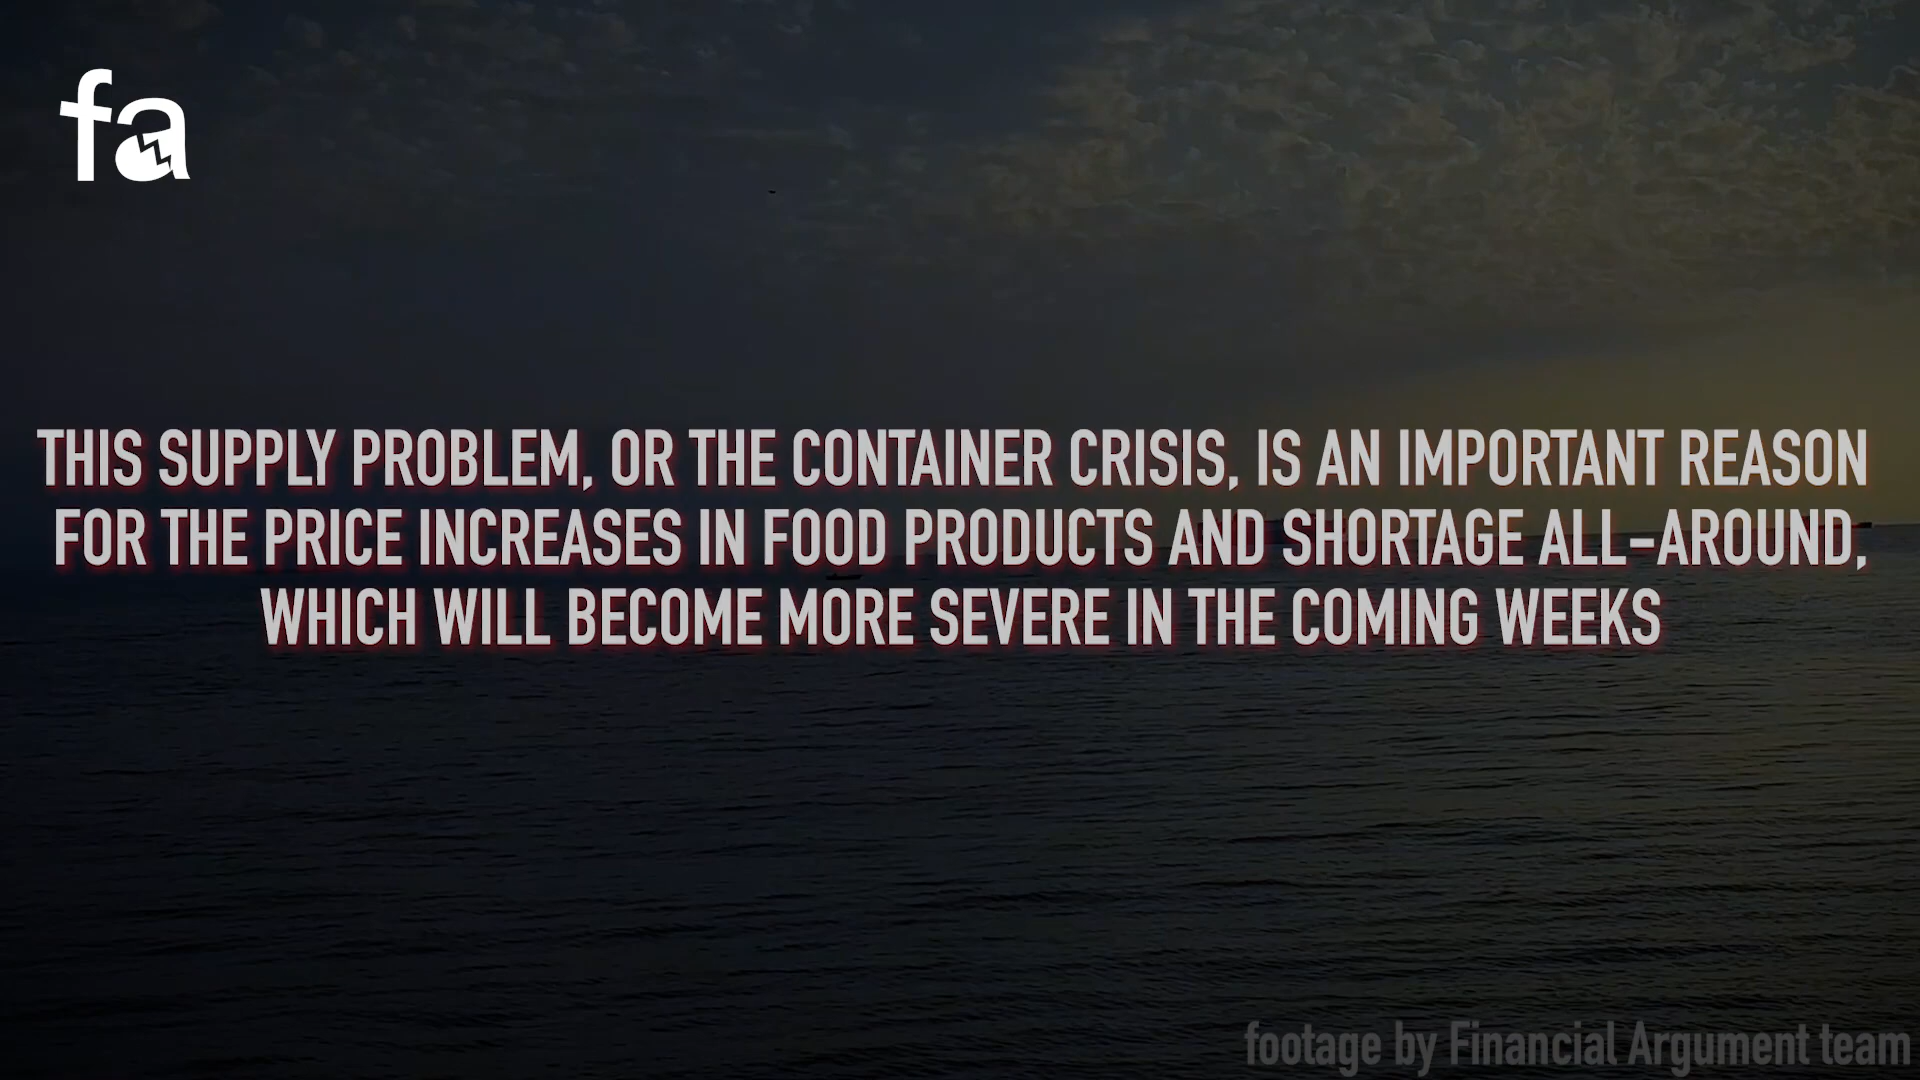 fa
THIS SUPPLY PROBLEM, OR THE CONTAINER CRISIS, IS AN IMPORTANT REASON
FOR THE PRICE INCREASES IN FOOD PRODUCTS AND SHORTAGE ALL-AROUND,
WHICH WILL BECOME MORE SEVERE IN THE COMING WEEKS
footage by Financial Argument team